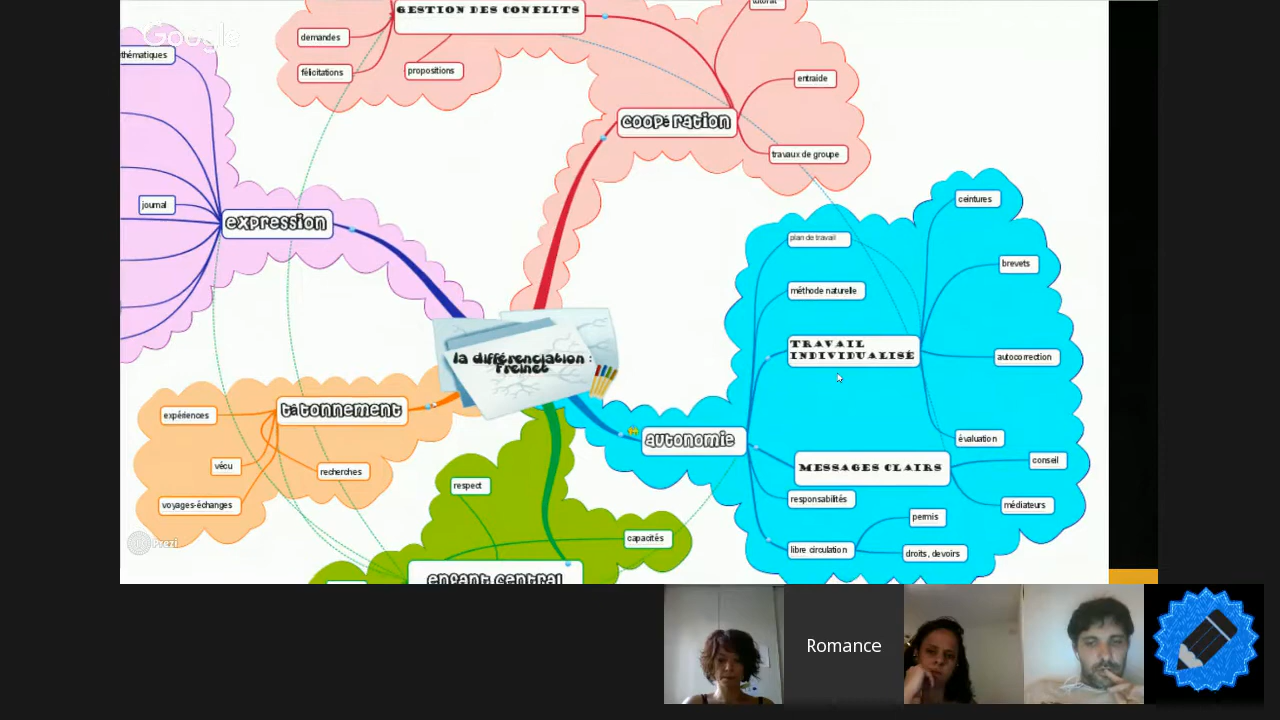 GESTION DES CONFLITS
Google
demandes
félicitations
propositions
tutorat
entraide
coopération
travaux de groupe
thématiques
journal
expression
la différenciation :
Freinet
tâtonnement
expériences
vécu
recherches
voyages-échanges
respect
capacités
enfant central
autonomie
plan de travail
méthode naturelle
TRAVAIL
INDIVIDUALISÉ
ceintures
brevets
autocorrection
évaluation
MESSAGES CLAIRS
conseil
médiateurs
responsabilités
permis
libre circulation
droits, devoirs
Prezi
Romance